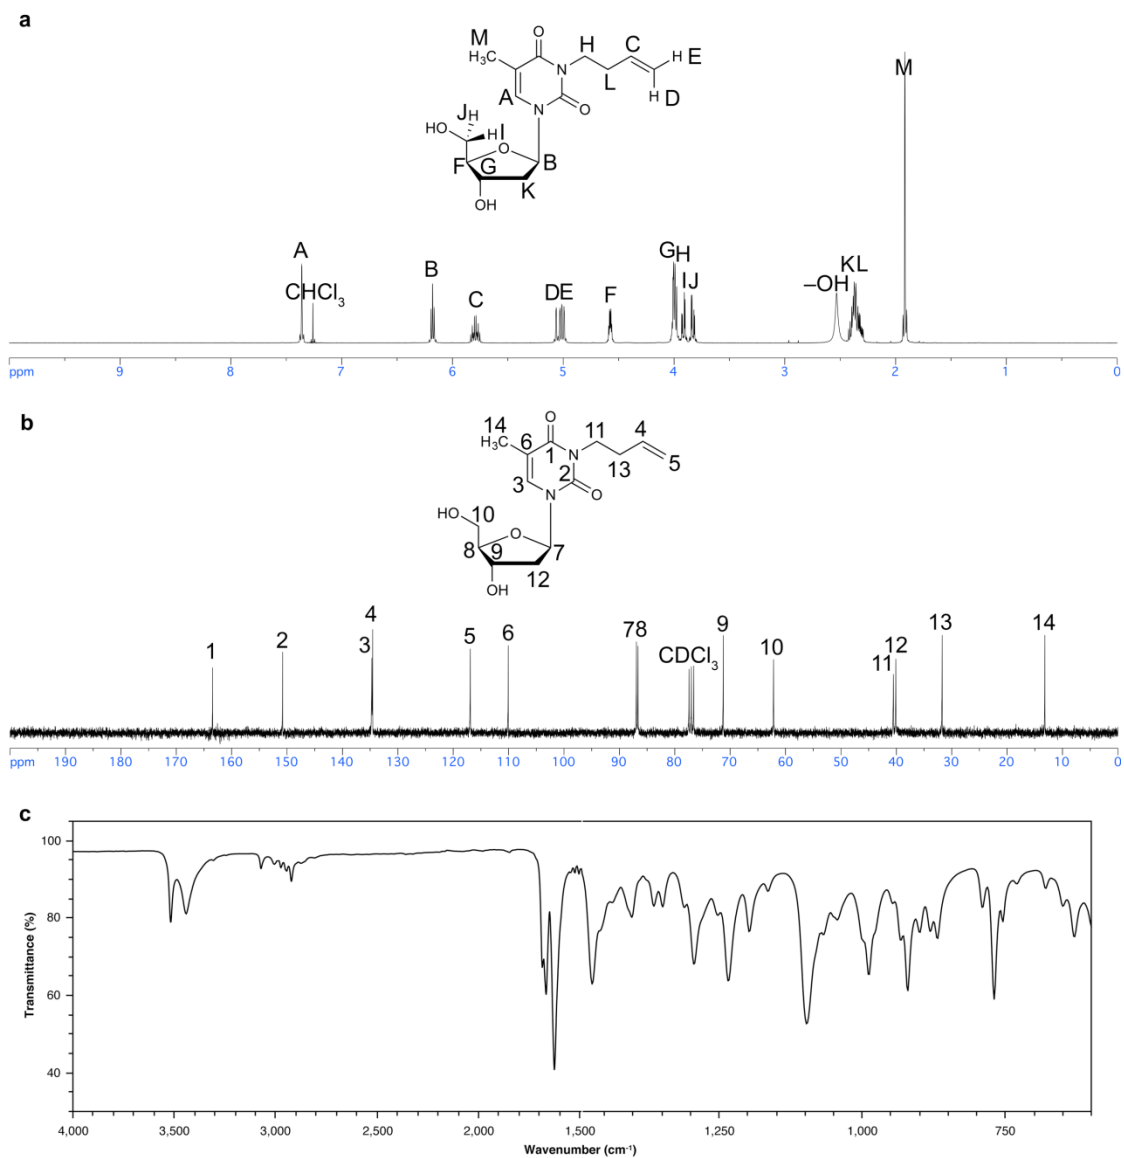 a
M
H₃C
O
N
H
L
C
H
E
H
D
A
O
N
J
H
H
I
HO
O
F
G
B
K
OH
A
CHCl₃
B
C
DE
F
GH
IJ
–OH
KL
M
ppm 9 8 7 6 5 4 3 2 1 0
b
14
H₃C
O
6
1
N
11
4
13
5
3
2
O
N
HO
10
O
8
9
7
12
OH
1
2
3
4
5
6
78
CDCl₃
9
10
11
12
13
14
ppm 190 180 170 160 150 140 130 120 110 100 90 80 70 60 50 40 30 20 10 0
c
100
80
60
40
Transmittance (%)
4,000 3,500 3,000 2,500 2,000 1,500 1,250 1,000 750
Wavenumber (cm⁻¹)